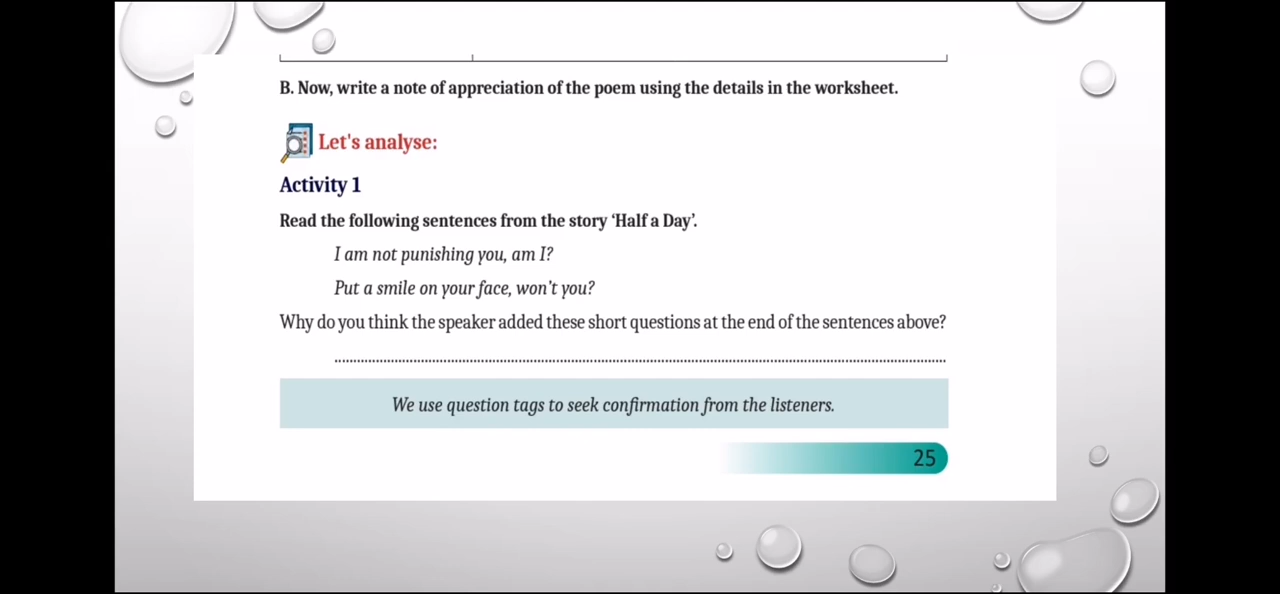 B. Now, write a note of appreciation of the poem using the details in the worksheet.
Let's analyse:
Activity 1
Read the following sentences from the story ‘Half a Day’.
I am not punishing you, am I?
Put a smile on your face, won’t you?
Why do you think the speaker added these short questions at the end of the sentences above?
We use question tags to seek confirmation from the listeners.
25